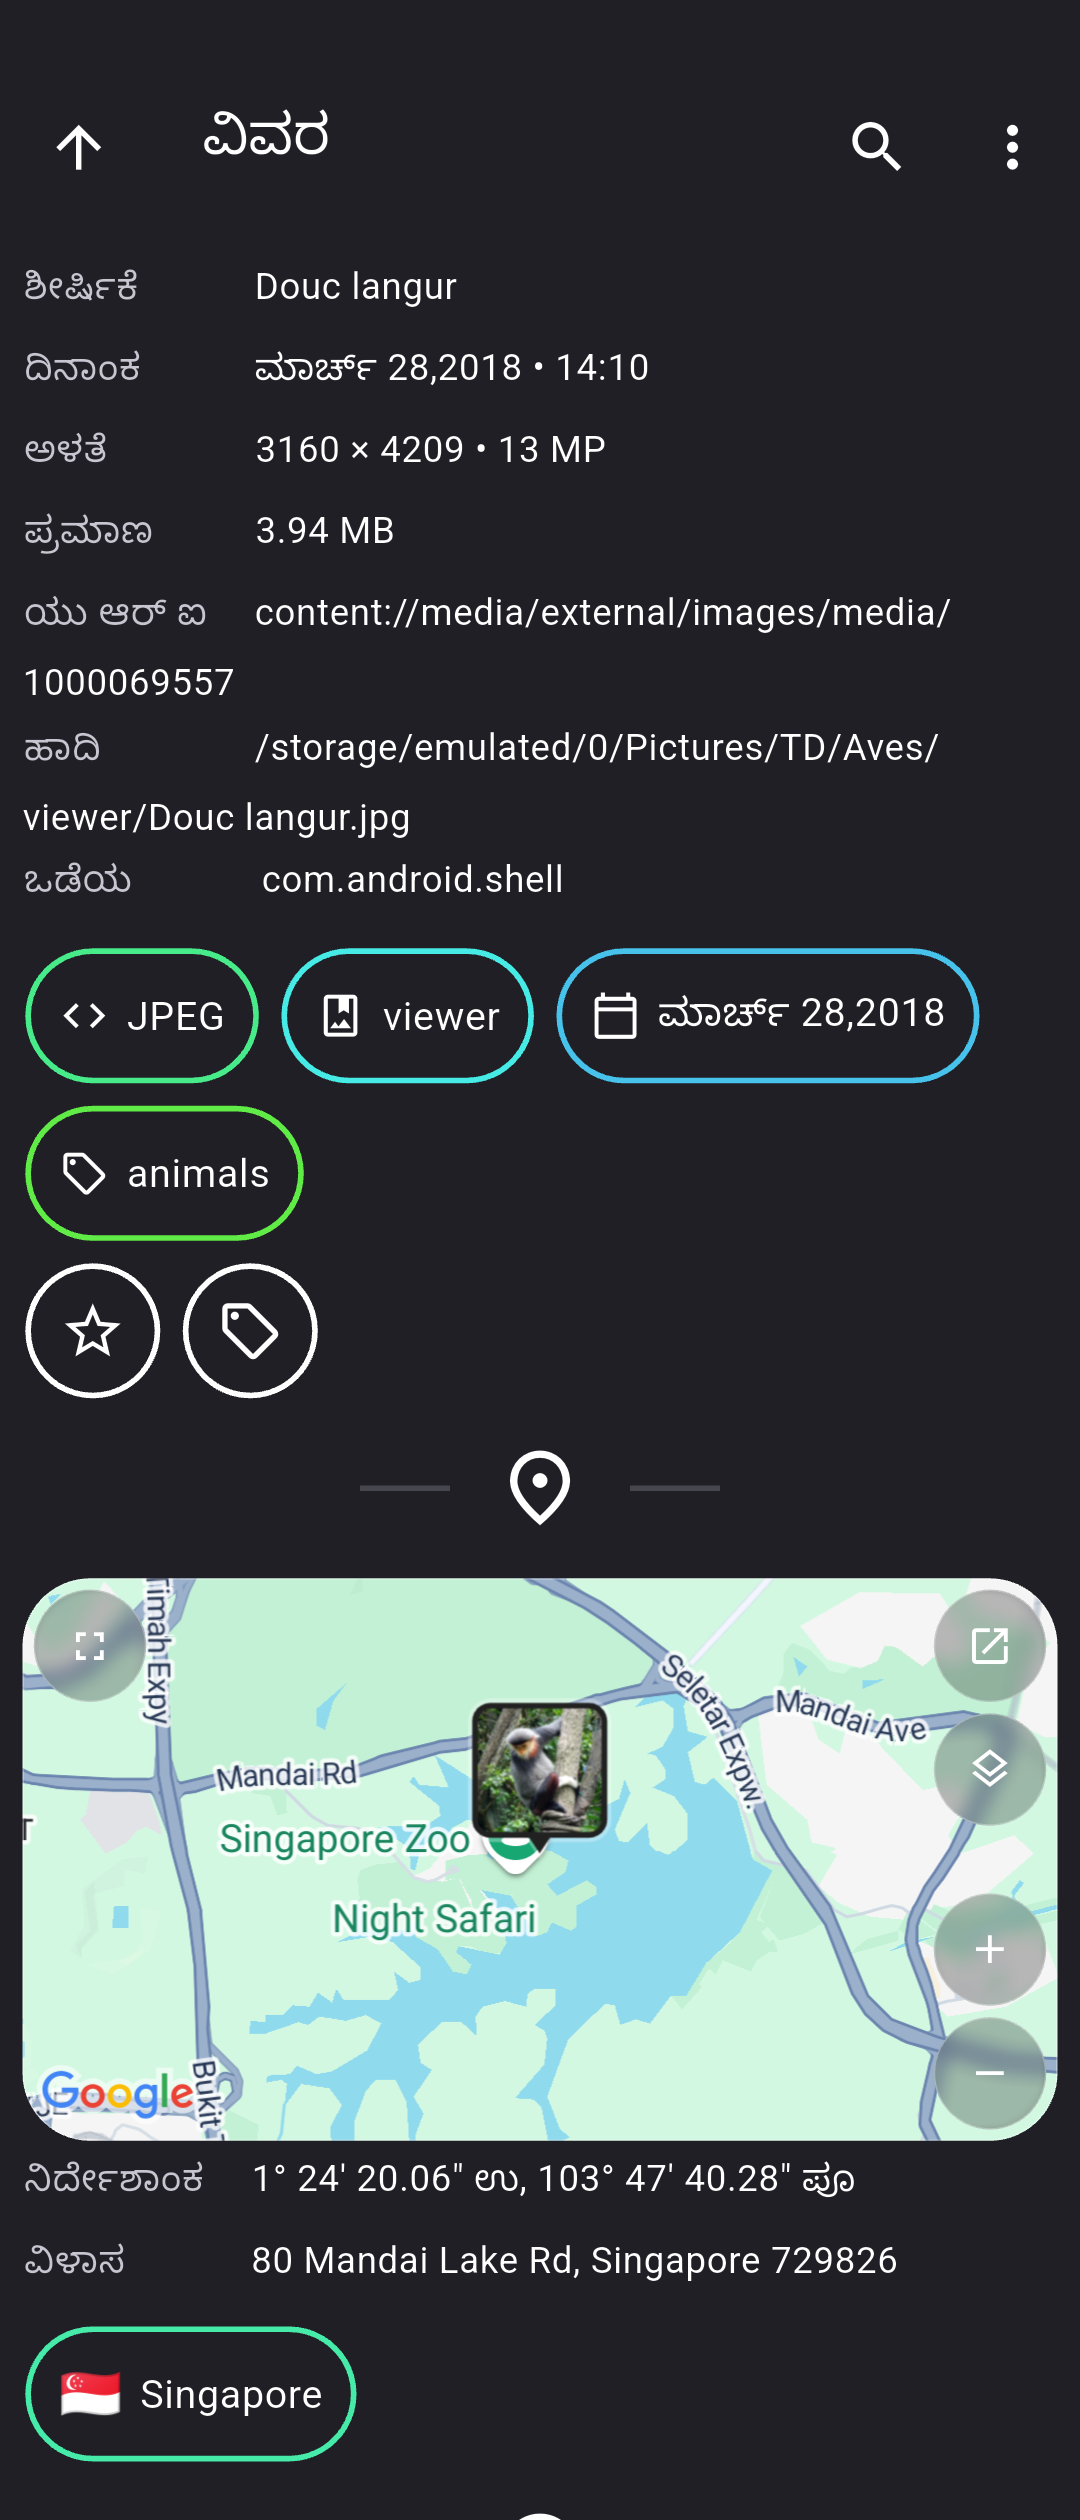 ವಿವರ
ಶೀರ್ಷಿಕೆ Douc langur
ದಿನಾಂಕ ಮಾರ್ಚ್ 28,2018 • 14:10
ಅಳತೆ 3160 × 4209 • 13 MP
ಪ್ರಮಾಣ 3.94 MB
ಯು ಆರ್ ಐ content://media/external/images/media/
1000069557
ಹಾದಿ /storage/emulated/0/Pictures/TD/Aves/
viewer/Douc langur.jpg
ಒಡೆಯ com.android.shell
JPEG viewer ಮಾರ್ಚ್ 28,2018
animals
Timah Expy
Seletar Expw.
Mandai Ave
Mandai Rd
Singapore Zoo
Night Safari
Google
Bukit
ನಿರ್ದೇಶಾಂಕ 1° 24' 20.06" ಉ, 103° 47' 40.28" ಪೂ
ವಿಳಾಸ 80 Mandai Lake Rd, Singapore 729826
Singapore